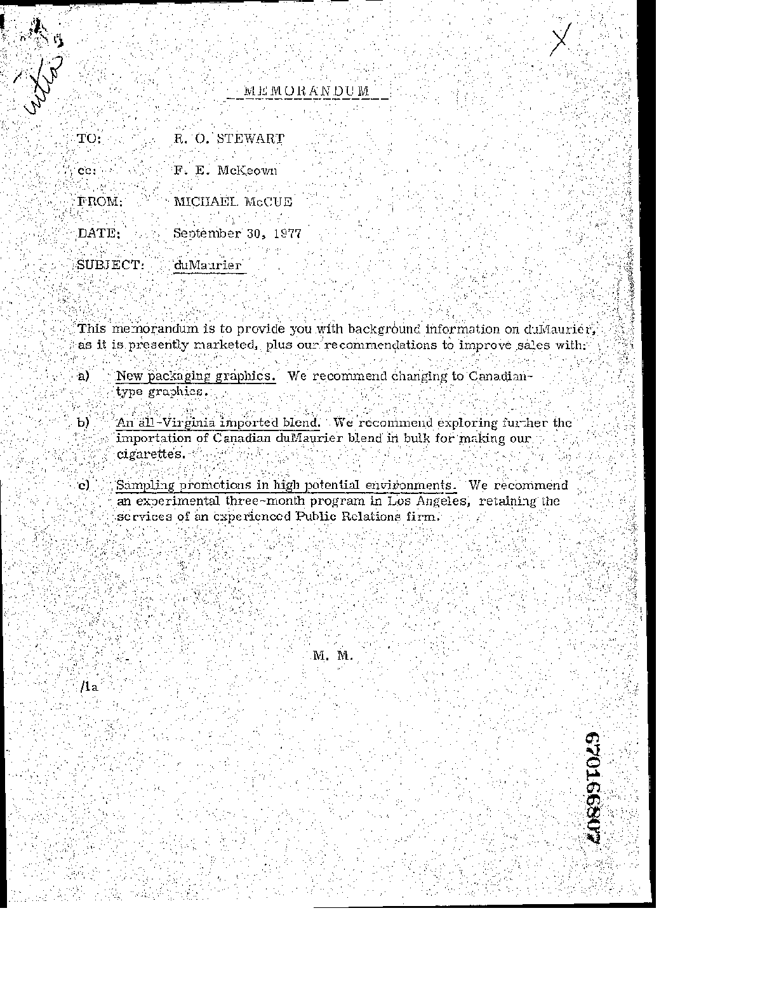 intra
X
MEMORANDUM
TO: R. O. STEWART
cc: F. E. McKeown
FROM: MICHAEL McCUE
DATE: September 30, 1977
SUBJECT: duMaurier
This memorandum is to provide you with background information on duMaurier,
as it is presently marketed, plus our recommendations to improve sales with:
a) New packaging graphics. We recommend changing to Canadian-
type graphics.
b) An all-Virginia imported blend. We recommend exploring further the
importation of Canadian duMaurier blend in bulk for making our
cigarettes.
c) Sampling promotions in high potential environments. We recommend
an experimental three-month program in Los Angeles, retaining the
services of an experienced Public Relations firm.
M. M.
/la
670166807